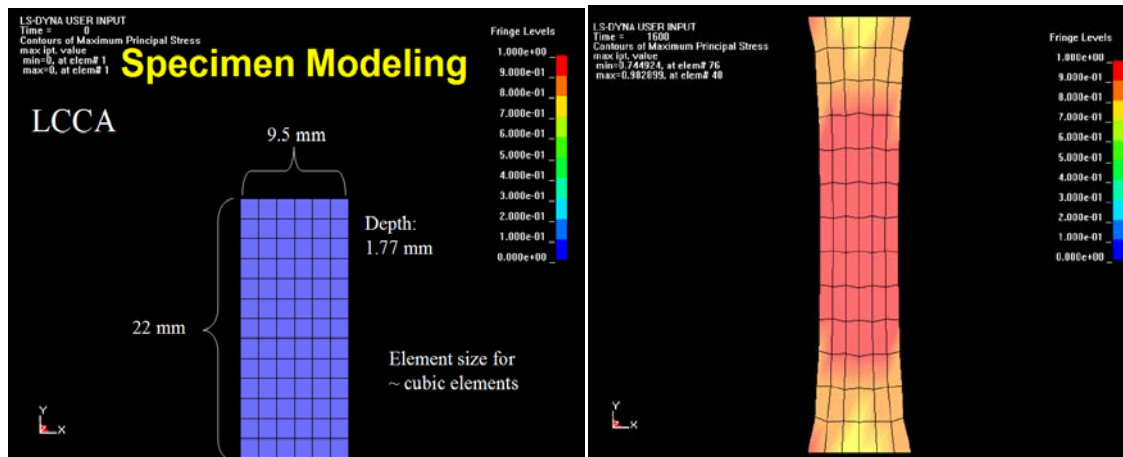 LS-DYNA USER INPUT
Time = 0
Contours of Maximum Principal Stress
max ipt. value
min=0, at elem# 1
max=0, at elem# 1
Specimen Modeling
Fringe Levels
1.000e+00
9.000e-01
8.000e-01
7.000e-01
6.000e-01
5.000e-01
4.000e-01
3.000e-01
2.000e-01
1.000e-01
0.000e+00
LCCA
9.5 mm
Depth:
1.77 mm
22 mm
Element size for
~ cubic elements
Y
Z
X
LS-DYNA USER INPUT
Time = 1600
Contours of Maximum Principal Stress
max ipt. value
min=0.744924, at elem# 76
max=0.982899, at elem# 40
Fringe Levels
1.000e+00
9.000e-01
8.000e-01
7.000e-01
6.000e-01
5.000e-01
4.000e-01
3.000e-01
2.000e-01
1.000e-01
0.000e+00
Y
Z
X